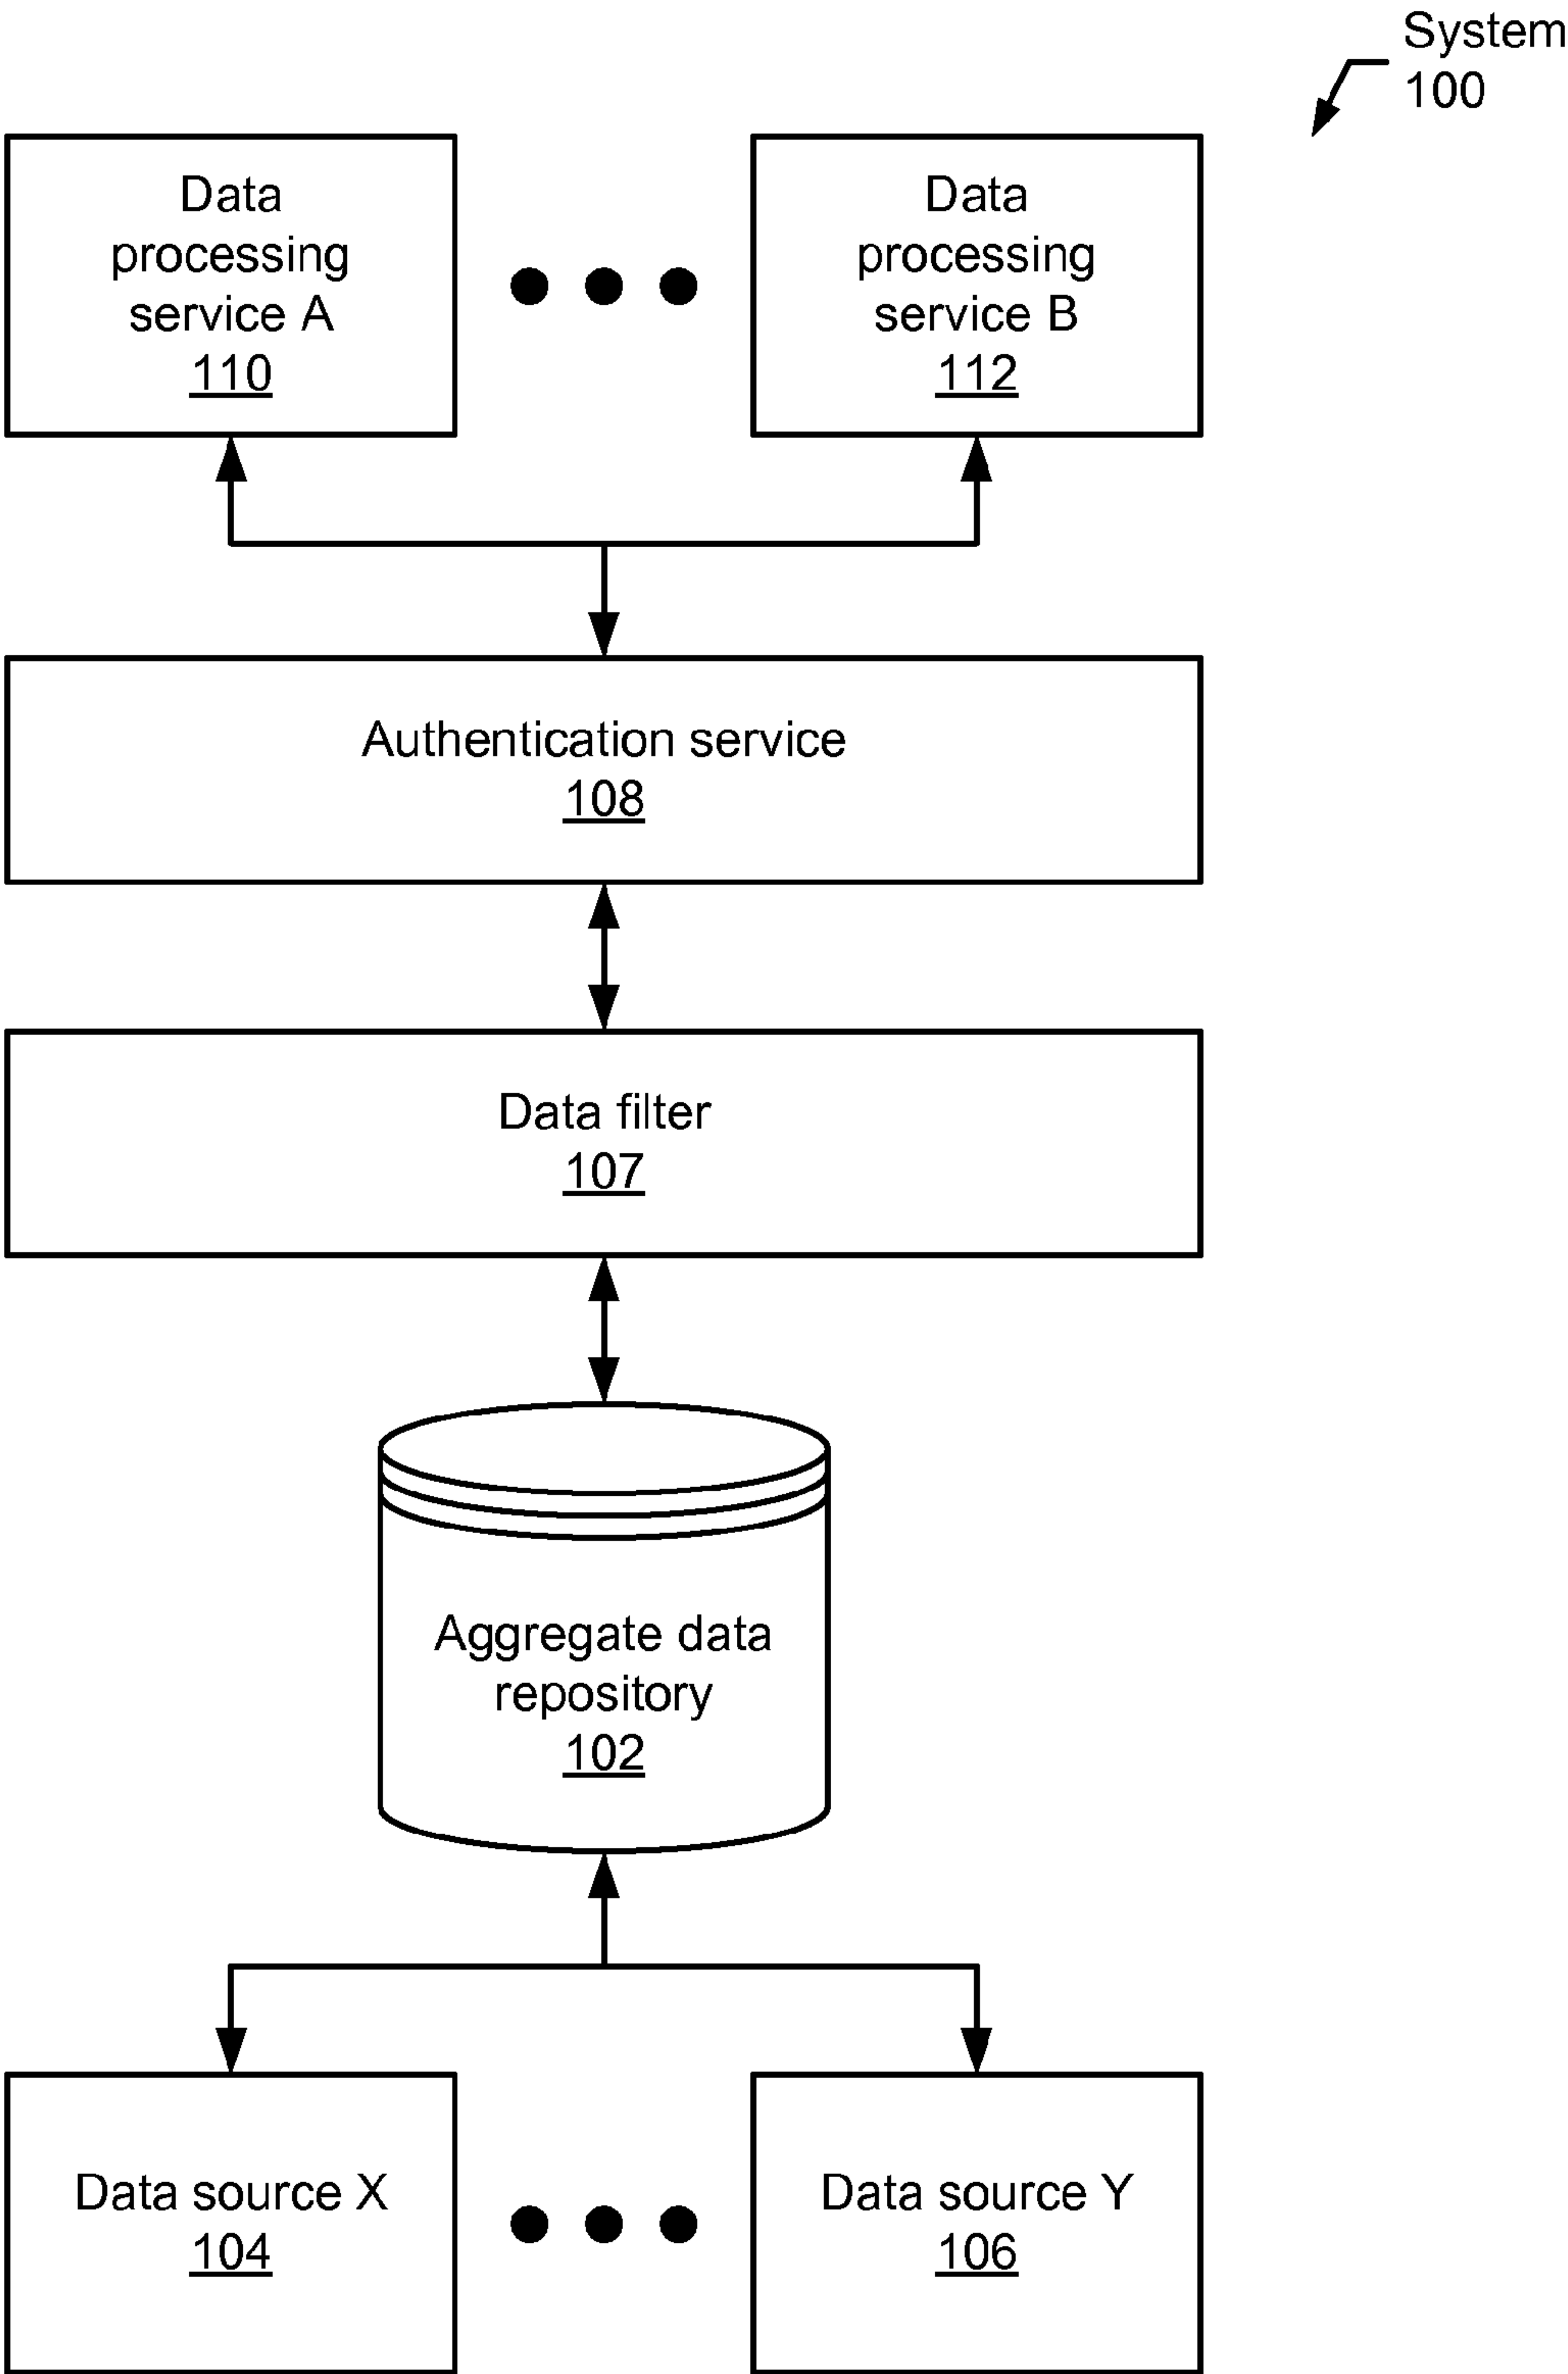 System
100
Data
processing
service A
110
Data
processing
service B
112
Authentication service
108
Data filter
107
Aggregate data
repository
102
Data source X
104
Data source Y
106